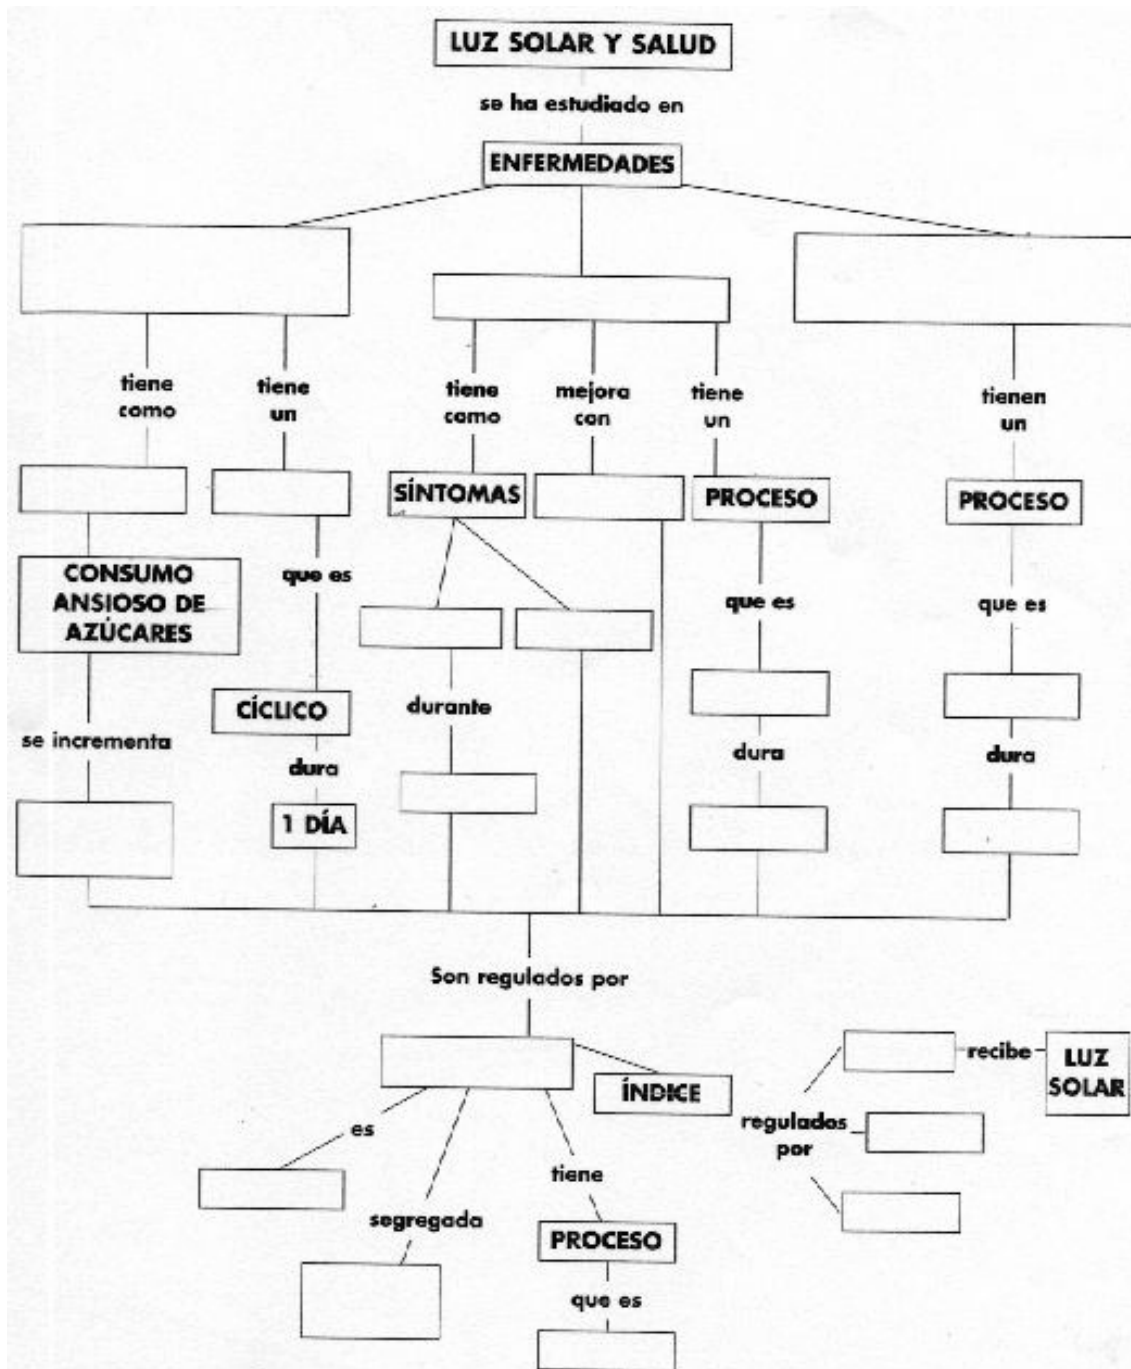 LUZ SOLAR Y SALUD
se ha estudiado en
ENFERMEDADES
tiene
como
tiene
un
tiene
como
mejora
con
tiene
un
tienen
un
SÍNTOMAS
PROCESO
PROCESO
CONSUMO
ANSIOSO DE
AZÚCARES
que es
que es
que es
CÍCLICO
durante
se incrementa
dura
dura
dura
1 DÍA
Son regulados por
recibe
LUZ
SOLAR
ÍNDICE
es
regulados
por
tiene
segregada
PROCESO
que es